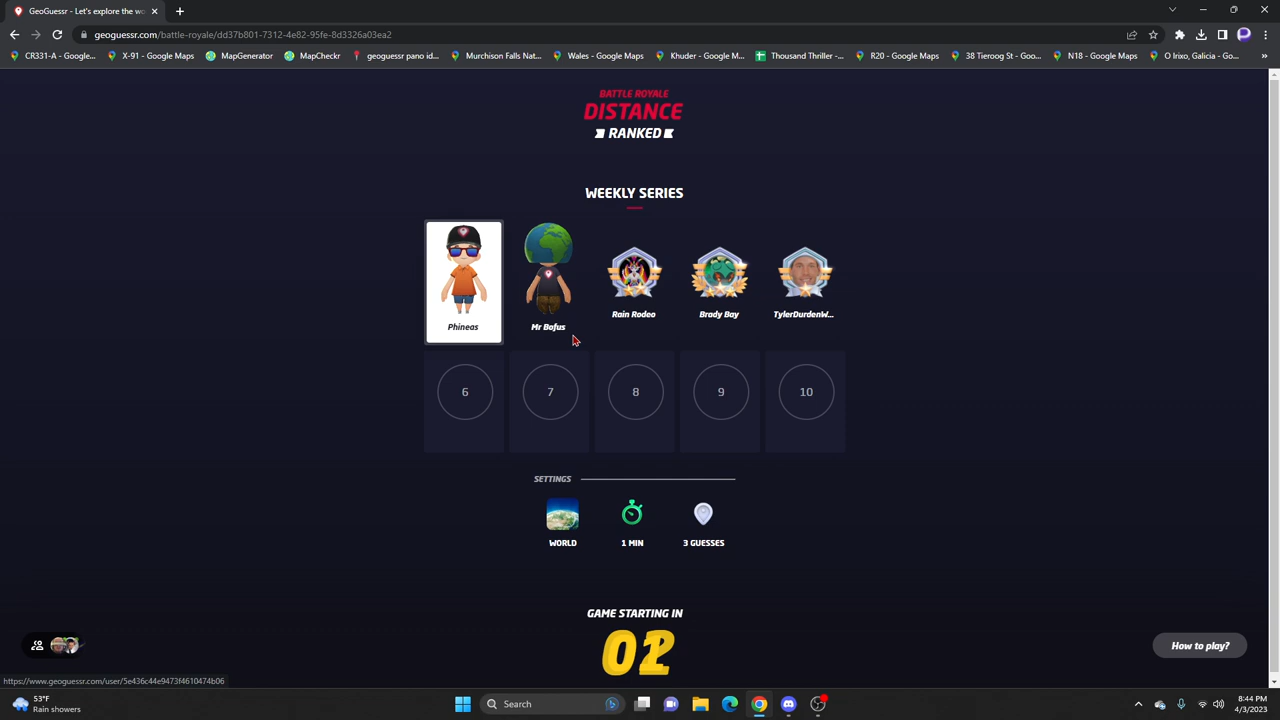 GeoGuessr - Let's explore the wo
geoguessr.com/battle-royale/dd37b801-7312-4e82-95fe-8d3326a03ea2
CR331-A - Google... X-91 - Google Maps MapGenerator MapCheckr geoguessr pano id... Murchison Falls Nat... Wales - Google Maps Khuder - Google M... Thousand Thriller -... R20 - Google Maps 38 Tieroog St - Goo... N18 - Google Maps O Irixo, Galicia - Go...
BATTLE ROYALE
DISTANCE
RANKED
WEEKLY SERIES
Phineas Mr Bofus Rain Rodeo Brady Bay TylerDurdenW...
6 7 8 9 10
SETTINGS
WORLD 1 MIN 3 GUESSES
GAME STARTING IN
How to play?
https://www.geoguessr.com/user/5e436c44e9473f4610474b06
53°F
Rain showers
Search
8:44 PM
4/3/2023